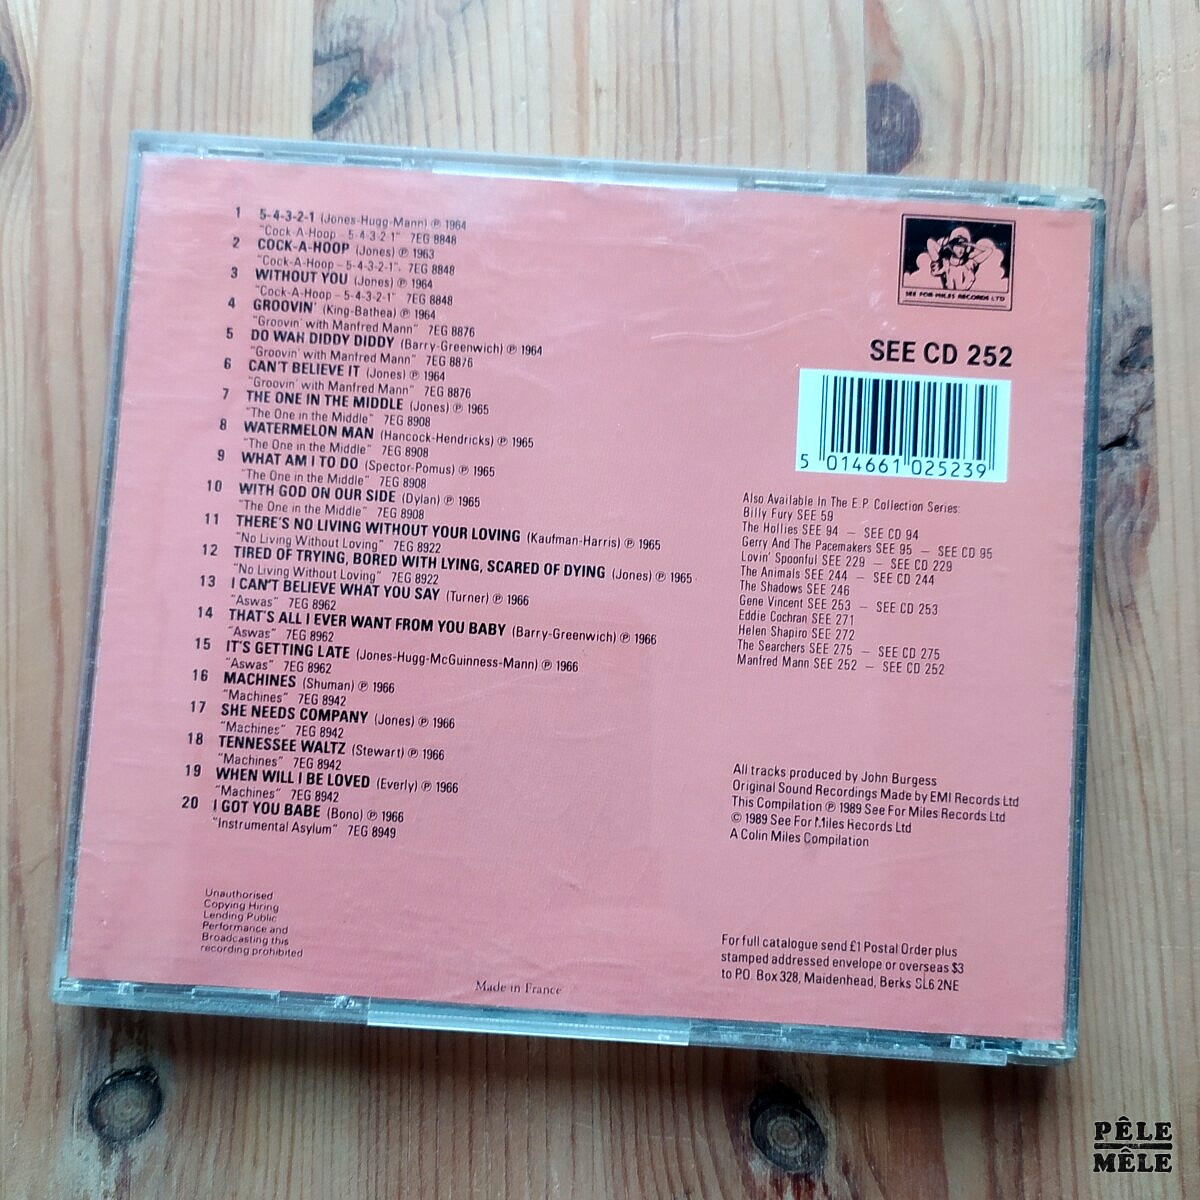 1 5-4-3-2-1 (Jones-Hugg-Mann) ℗ 1964
"Cock-A-Hoop – 5-4-3-2-1" 7EG 8848
2 COCK-A-HOOP (Jones) ℗ 1963
"Cock-A-Hoop – 5-4-3-2-1". 7EG 8848
3 WITHOUT YOU (Jones) ℗ 1964
"Cock-A-Hoop – 5-4-3-2-1" 7EG 8848
4 GROOVIN' (King-Bathea) ℗ 1964
"Groovin' with Manfred Mann" 7EG 8876
5 DO WAH DIDDY DIDDY (Barry-Greenwich) ℗ 1964
"Groovin' with Manfred Mann" 7EG 8876
6 CAN'T BELIEVE IT (Jones) ℗ 1964
"Groovin' with Manfred Mann" 7EG 8876
7 THE ONE IN THE MIDDLE (Jones) ℗ 1965
"The One in the Middle" 7EG 8908
8 WATERMELON MAN (Hancock-Hendricks) ℗ 1965
"The One in the Middle" 7EG 8908
9 WHAT AM I TO DO (Spector-Pomus) ℗ 1965
"The One in the Middle" 7EG 8908
10 WITH GOD ON OUR SIDE (Dylan) ℗ 1965
"The One in the Middle" 7EG 8908
11 THERE'S NO LIVING WITHOUT YOUR LOVING (Kaufman-Harris) ℗ 1965
"No Living Without Loving" 7EG 8922
12 TIRED OF TRYING, BORED WITH LYING, SCARED OF DYING (Jones) ℗ 1965
"No Living Without Loving" 7EG 8922
13 I CAN'T BELIEVE WHAT YOU SAY (Turner) ℗ 1966
"Aswas" 7EG 8962
14 THAT'S ALL I EVER WANT FROM YOU BABY (Barry-Greenwich) ℗ 1966
"Aswas" 7EG 8962
15 IT'S GETTING LATE (Jones-Hugg-McGuinness-Mann) ℗ 1966
"Aswas" 7EG 8962
16 MACHINES (Shuman) ℗ 1966
"Machines" 7EG 8942
17 SHE NEEDS COMPANY (Jones) ℗ 1966
"Machines" 7EG 8942
18 TENNESSEE WALTZ (Stewart) ℗ 1966
"Machines" 7EG 8942
19 WHEN WILL I BE LOVED (Everly) ℗ 1966
"Machines" 7EG 8942
20 I GOT YOU BABE (Bono) ℗ 1966
"Instrumental Asylum" 7EG 8949
Unauthorised
Copying Hiring
Lending Public
Performance and
Broadcasting this
recording prohibited
Made in France
SEE FOR MILES RECORDS LTD
SEE CD 252
5 014661 025239
Also Available In The E.P. Collection Series:
Billy Fury SEE 59
The Hollies SEE 94 – SEE CD 94
Gerry And The Pacemakers SEE 95 – SEE CD 95
Lovin' Spoonful SEE 229 – SEE CD 229
The Animals SEE 244 – SEE CD 244
The Shadows SEE 246
Gene Vincent SEE 253 – SEE CD 253
Eddie Cochran SEE 271
Helen Shapiro SEE 272
The Searchers SEE 275 – SEE CD 275
Manfred Mann SEE 252 – SEE CD 252
All tracks produced by John Burgess
Original Sound Recordings Made by EMI Records Ltd
This Compilation ℗ 1989 See For Miles Records Ltd
© 1989 See For Miles Records Ltd
A Colin Miles Compilation
For full catalogue send £1 Postal Order plus
stamped addressed envelope or overseas $3
to P.O. Box 328, Maidenhead, Berks SL6 2NE
PÊLE
MÊLE